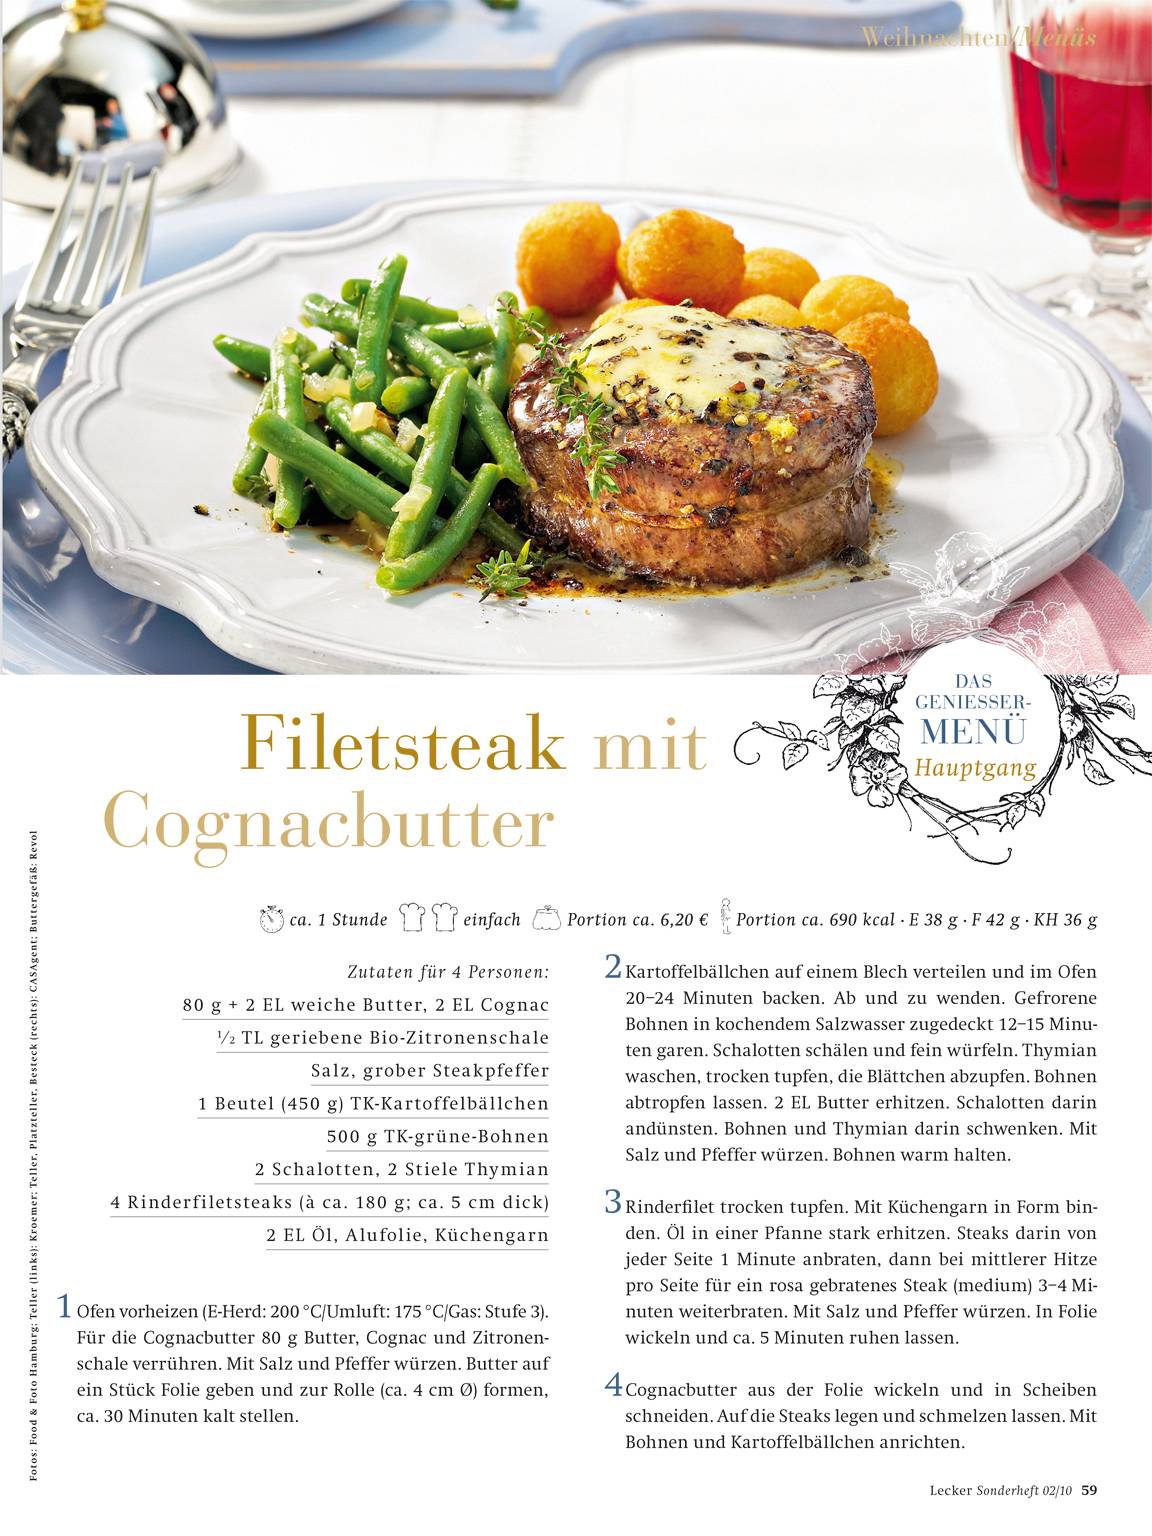 Weihnachten/Menüs
DAS
GENIESSER-
MENÜ
Hauptgang
Filetsteak mit
Cognacbutter
ca. 1 Stunde einfach Portion ca. 6,20 € Portion ca. 690 kcal · E 38 g · F 42 g · KH 36 g
Zutaten für 4 Personen:
80 g + 2 EL weiche Butter, 2 EL Cognac
½ TL geriebene Bio-Zitronenschale
Salz, grober Steakpfeffer
1 Beutel (450 g) TK-Kartoffelbällchen
500 g TK-grüne-Bohnen
2 Schalotten, 2 Stiele Thymian
4 Rinderfiletsteaks (à ca. 180 g; ca. 5 cm dick)
2 EL Öl, Alufolie, Küchengarn
1 Ofen vorheizen (E-Herd: 200 °C/Umluft: 175 °C/Gas: Stufe 3).
Für die Cognacbutter 80 g Butter, Cognac und Zitronen-
schale verrühren. Mit Salz und Pfeffer würzen. Butter auf
ein Stück Folie geben und zur Rolle (ca. 4 cm Ø) formen,
ca. 30 Minuten kalt stellen.
2 Kartoffelbällchen auf einem Blech verteilen und im Ofen
20–24 Minuten backen. Ab und zu wenden. Gefrorene
Bohnen in kochendem Salzwasser zugedeckt 12–15 Minu-
ten garen. Schalotten schälen und fein würfeln. Thymian
waschen, trocken tupfen, die Blättchen abzupfen. Bohnen
abtropfen lassen. 2 EL Butter erhitzen. Schalotten darin
andünsten. Bohnen und Thymian darin schwenken. Mit
Salz und Pfeffer würzen. Bohnen warm halten.
3 Rinderfilet trocken tupfen. Mit Küchengarn in Form bin-
den. Öl in einer Pfanne stark erhitzen. Steaks darin von
jeder Seite 1 Minute anbraten, dann bei mittlerer Hitze
pro Seite für ein rosa gebratenes Steak (medium) 3–4 Mi-
nuten weiterbraten. Mit Salz und Pfeffer würzen. In Folie
wickeln und ca. 5 Minuten ruhen lassen.
4 Cognacbutter aus der Folie wickeln und in Scheiben
schneiden. Auf die Steaks legen und schmelzen lassen. Mit
Bohnen und Kartoffelbällchen anrichten.
Fotos: Food & Foto Hamburg; Teller (links): Kroemer; Teller, Platzteller, Besteck (rechts): CASAgent; Buttergefäß: Revol
Lecker Sonderheft 02/10 59